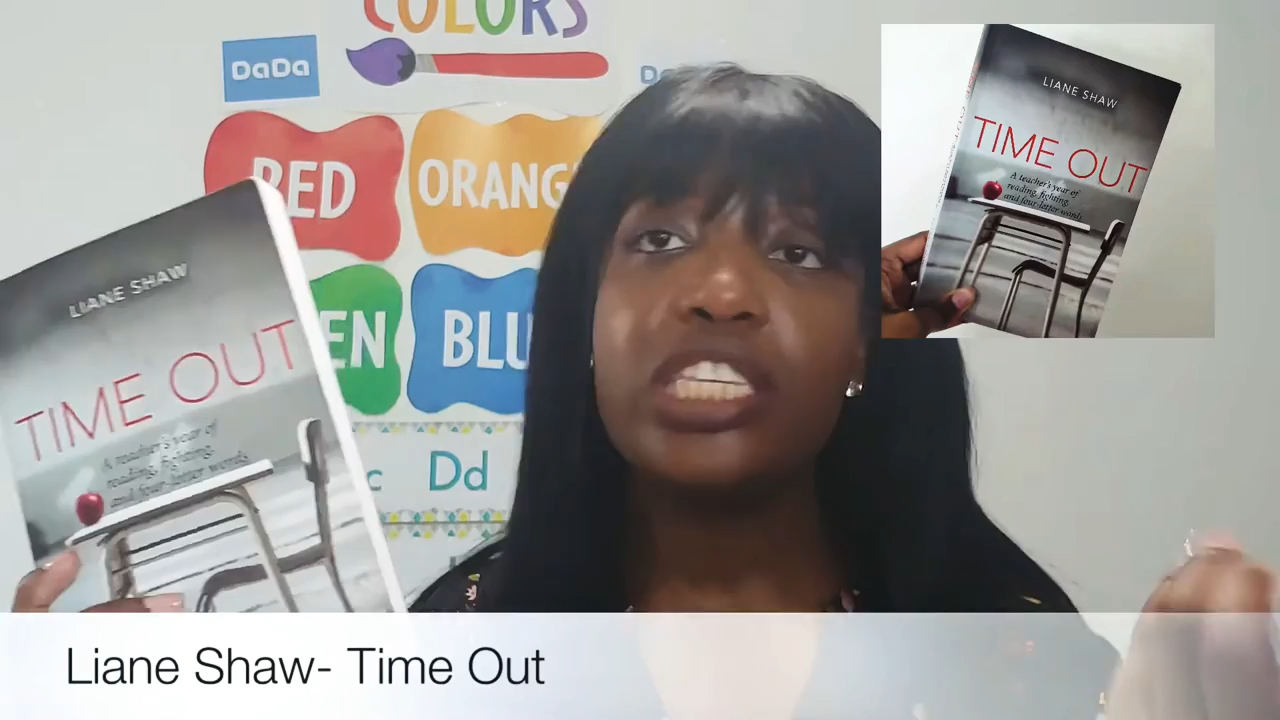 COLORS
DaDa
Da
RED
ORANG
EN
BLU
c Dd
LIANE SHAW
TIME OUT
A teacher's year of
reading, fighting,
and four-letter words
LIANE SHAW
TIME OUT
A teacher's year of
reading, fighting,
and four-letter words
Liane Shaw- Time Out